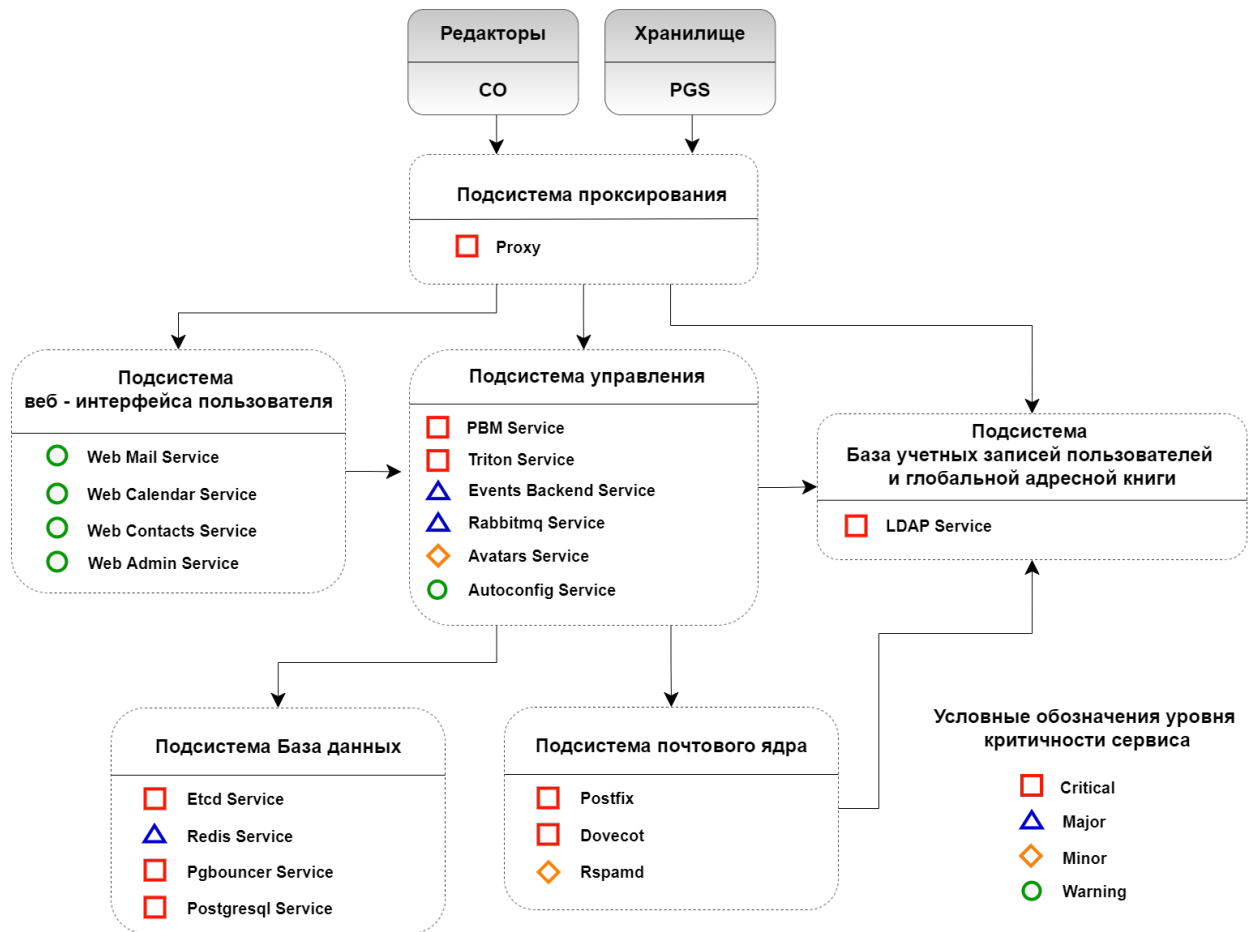 Редакторы
CO
Хранилище
PGS
Подсистема проксирования
Proxy
Подсистема
веб - интерфейса пользователя
Web Mail Service
Web Calendar Service
Web Contacts Service
Web Admin Service
Подсистема управления
PBM Service
Triton Service
Events Backend Service
Rabbitmq Service
Avatars Service
Autoconfig Service
Подсистема
База учетных записей пользователей
и глобальной адресной книги
LDAP Service
Подсистема База данных
Etcd Service
Redis Service
Pgbouncer Service
Postgresql Service
Подсистема почтового ядра
Postfix
Dovecot
Rspamd
Условные обозначения уровня
критичности сервиса
Critical
Major
Minor
Warning